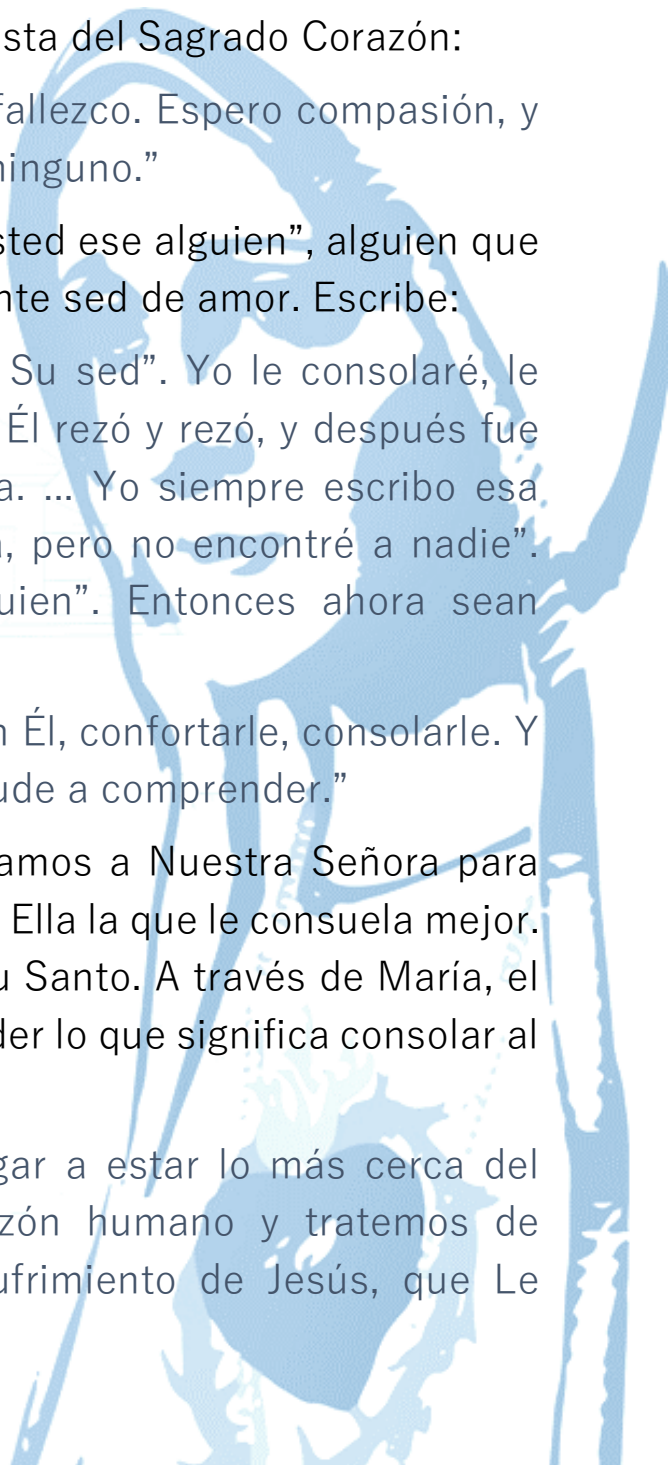 sta del Sagrado Corazón:
fallezco. Espero compasión, y
ninguno.”
sted ese alguien”, alguien que
nte sed de amor. Escribe:
Su sed”. Yo le consolaré, le
Él rezó y rezó, y después fue
a. ... Yo siempre escribo esa
, pero no encontré a nadie”.
uien”. Entonces ahora sean
n Él, confortarle, consolarle. Y
ude a comprender.”
amos a Nuestra Señora para
Ella la que le consuela mejor.
u Santo. A través de María, el
der lo que significa consolar al
gar a estar lo más cerca del
zón humano y tratemos de
ufrimiento de Jesús, que Le